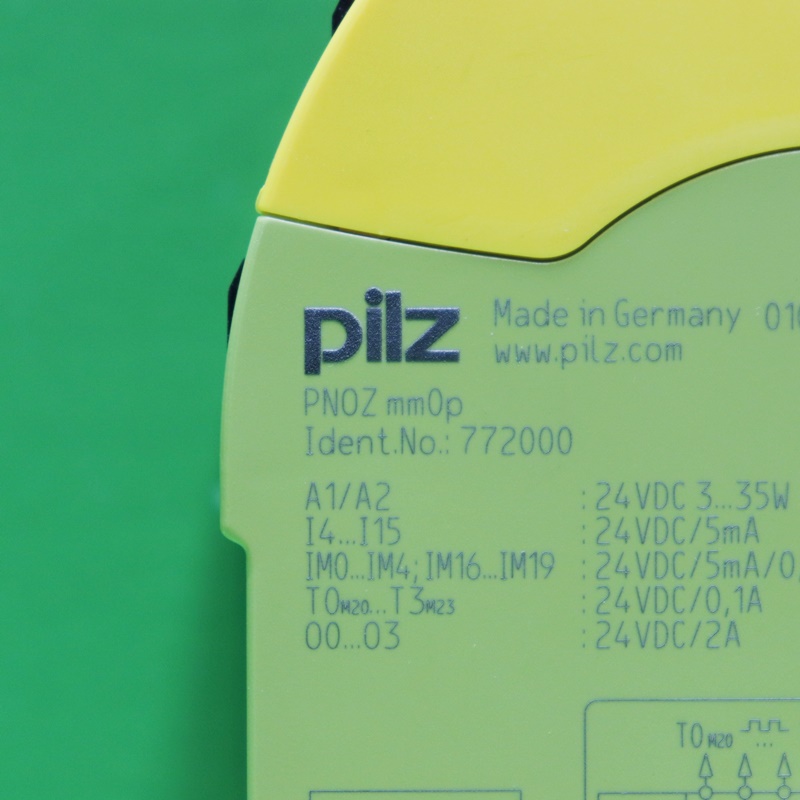 pilz
Made in Germany
www.pilz.com
PNOZ mm0p
Ident.No.: 772000
A1/A2 : 24VDC 3...35W
I4...I15 : 24VDC/5mA
IM0...IM4; IM16...IM19 : 24VDC/5mA/0,
T0M20...T3M23 : 24VDC/0,1A
O0...O3 : 24VDC/2A
T0M20 ...